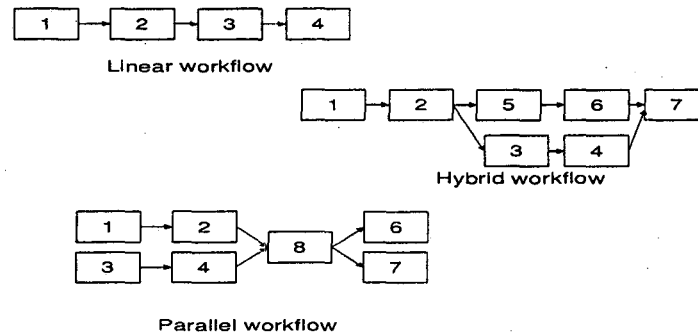 1 2 3 4
Linear workflow
1 2 5 6 7
3 4
Hybrid workflow
1 2 6
8
3 4 7
Parallel workflow